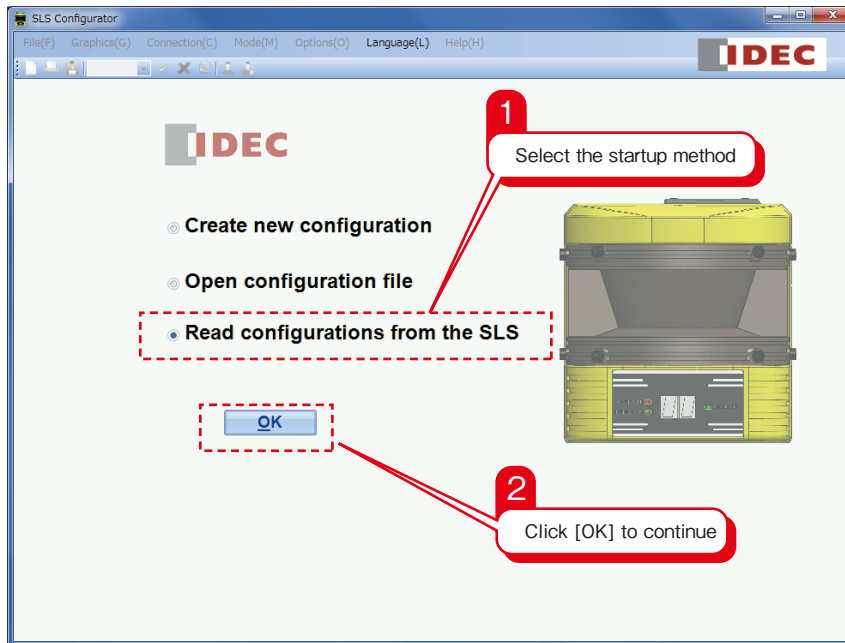 SLS Configurator
File(F) Graphics(G) Connection(C) Mode(M) Options(O) Language(L) Help(H)
IDEC
IDEC
1
Select the startup method
Create new configuration
Open configuration file
Read configurations from the SLS
OK
2
Click [OK] to continue